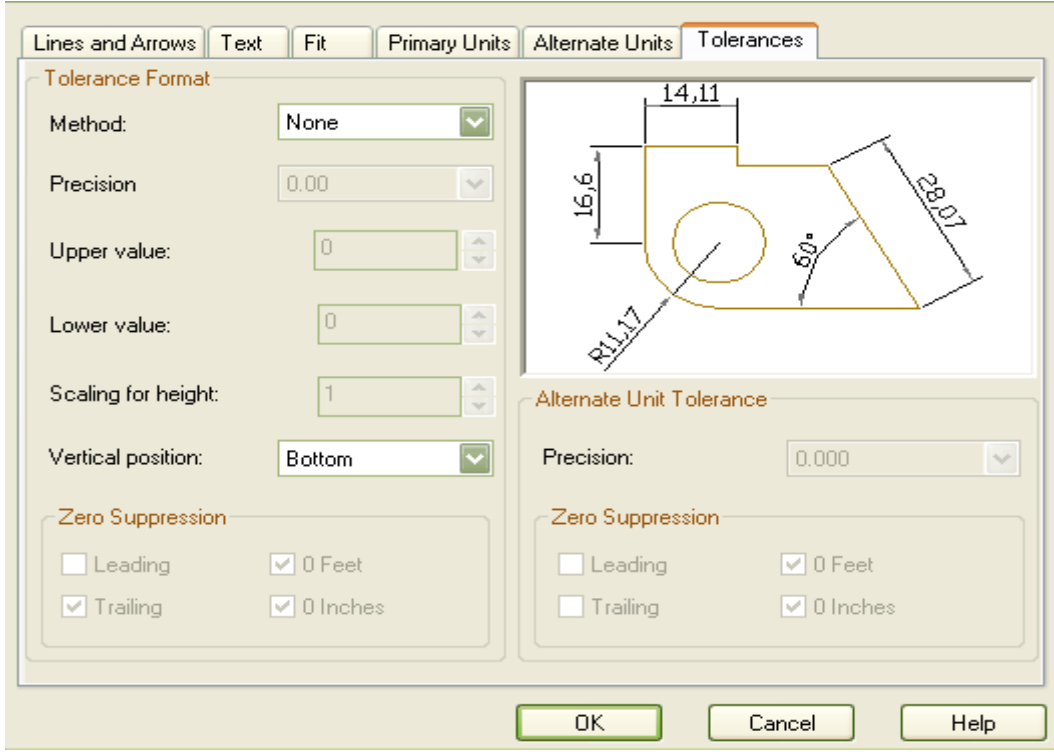 Lines and Arrows Text Fit Primary Units Alternate Units Tolerances
Tolerance Format
Method: None
Precision 0.00
Upper value: 0
Lower value: 0
Scaling for height: 1
Vertical position: Bottom
Zero Suppression
Leading 0 Feet
Trailing 0 Inches
14,11
16,6
28,07
60°
R11,17
Alternate Unit Tolerance
Precision: 0.000
Zero Suppression
Leading 0 Feet
Trailing 0 Inches
OK Cancel Help